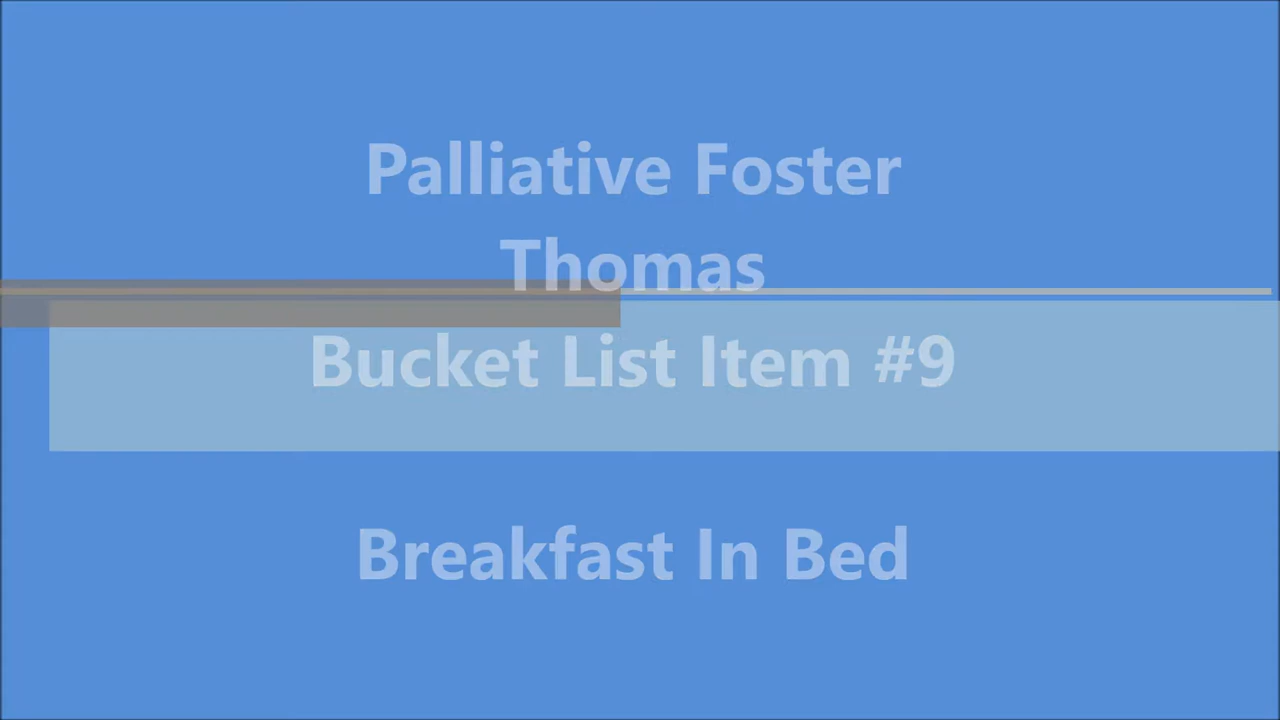 Palliative Foster
Thomas
Bucket List Item #9
Breakfast In Bed